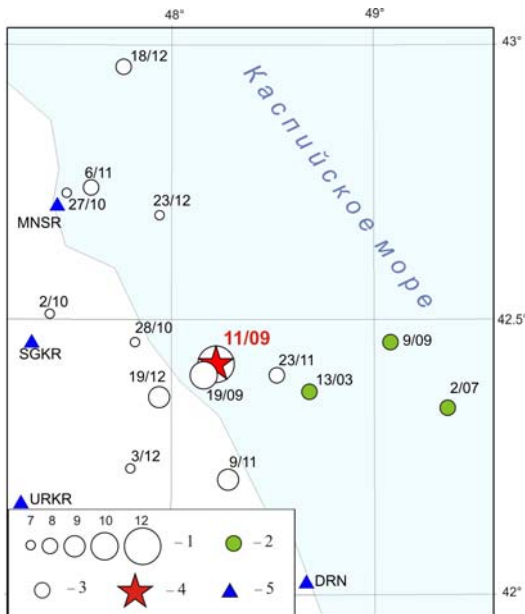 48° 49°
43°
18/12
Каспийское море
6/11
27/10
23/12
MNSR
2/10
42.5°
28/10
11/09
9/09
SGKR
23/11
19/12
19/09
13/03
2/07
3/12
9/11
URKR
7 8 9 10 12
– 1 – 2
– 3 – 4 – 5
DRN
42°